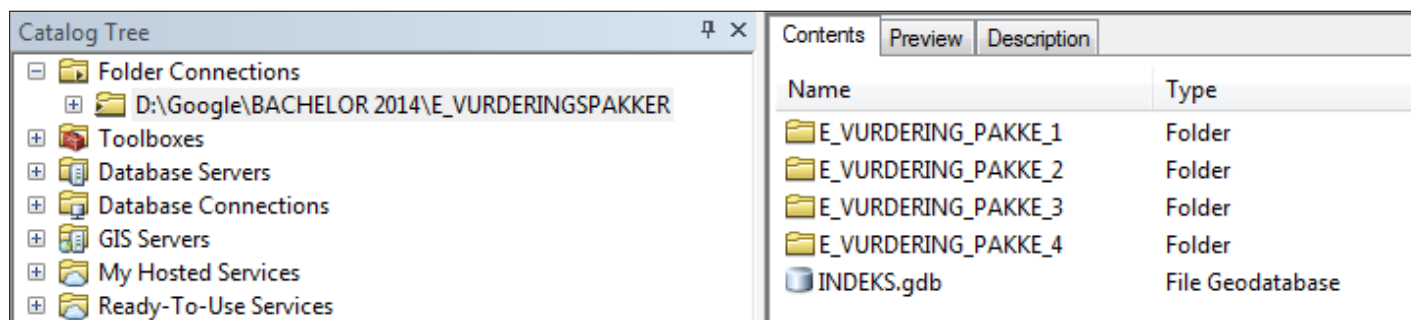 Catalog Tree
Folder Connections
D:\Google\BACHELOR 2014\E_VURDERINGSPAKKER
Toolboxes
Database Servers
Database Connections
GIS Servers
My Hosted Services
Ready-To-Use Services
Contents Preview Description
Name Type
E_VURDERING_PAKKE_1 Folder
E_VURDERING_PAKKE_2 Folder
E_VURDERING_PAKKE_3 Folder
E_VURDERING_PAKKE_4 Folder
INDEKS.gdb File Geodatabase